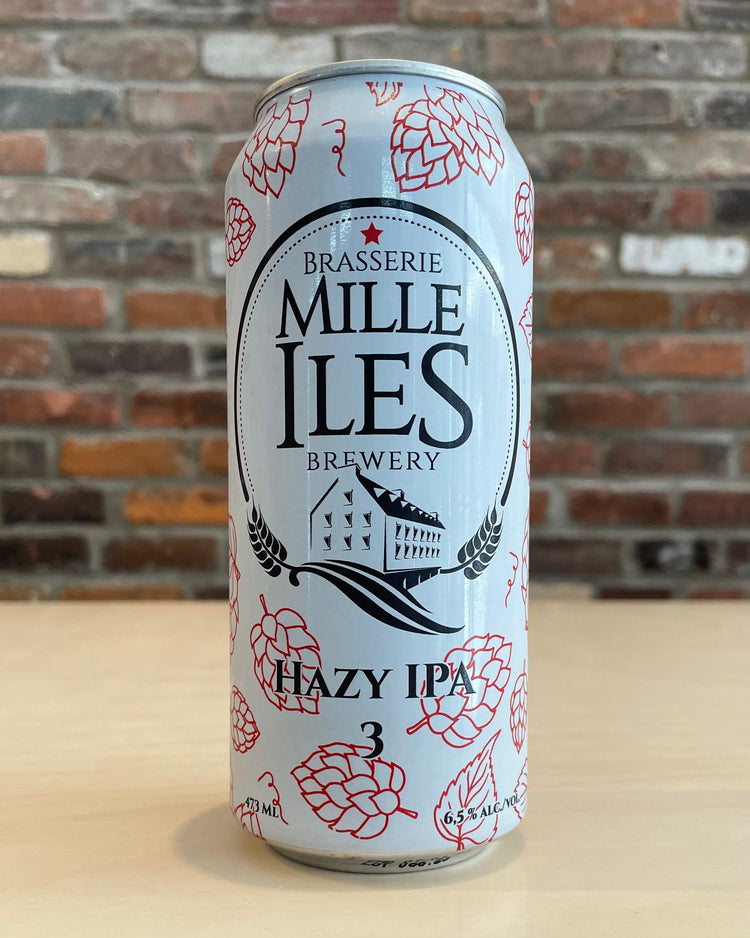 BRASSERIE
MILLE
ILES
BREWERY
HAZY IPA
3
473 ML
6,5 % ALC./VOL.